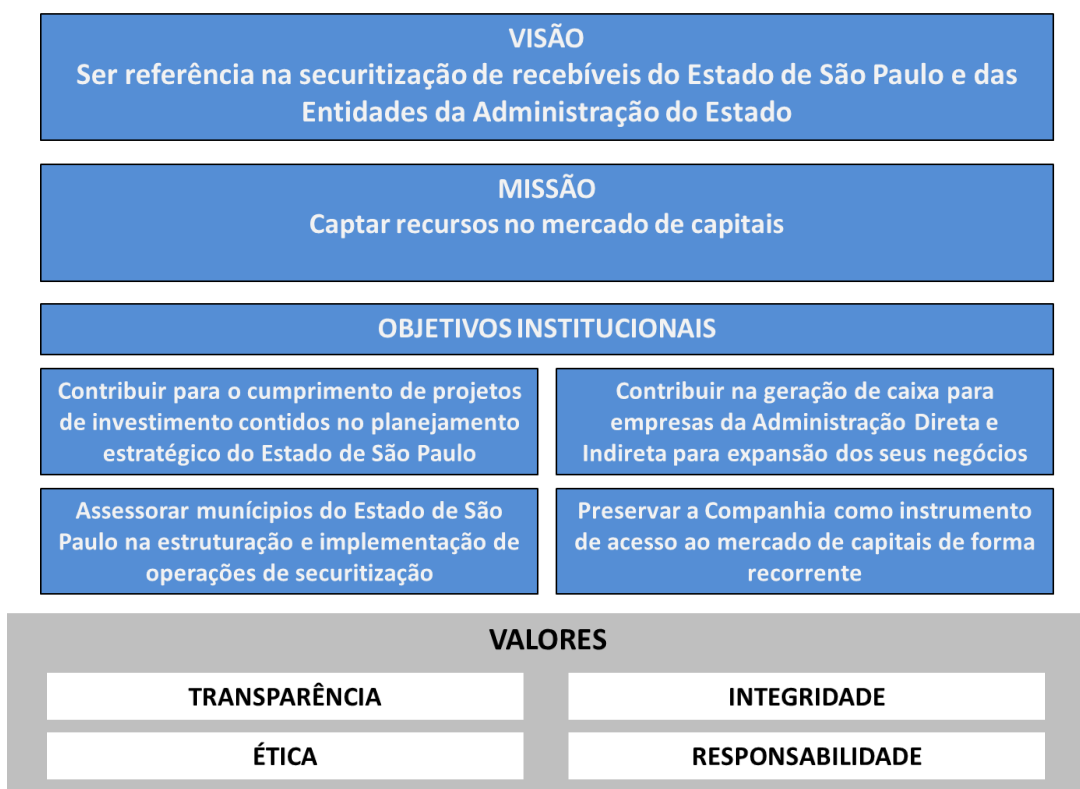 VISÃO
Ser referência na securitização de recebíveis do Estado de São Paulo e das
Entidades da Administração do Estado
MISSÃO
Captar recursos no mercado de capitais
OBJETIVOS INSTITUCIONAIS
Contribuir para o cumprimento de projetos
de investimento contidos no planejamento
estratégico do Estado de São Paulo
Contribuir na geração de caixa para
empresas da Administração Direta e
Indireta para expansão dos seus negócios
Assessorar munícipios do Estado de São
Paulo na estruturação e implementação de
operações de securitização
Preservar a Companhia como instrumento
de acesso ao mercado de capitais de forma
recorrente
VALORES
TRANSPARÊNCIA
INTEGRIDADE
ÉTICA
RESPONSABILIDADE